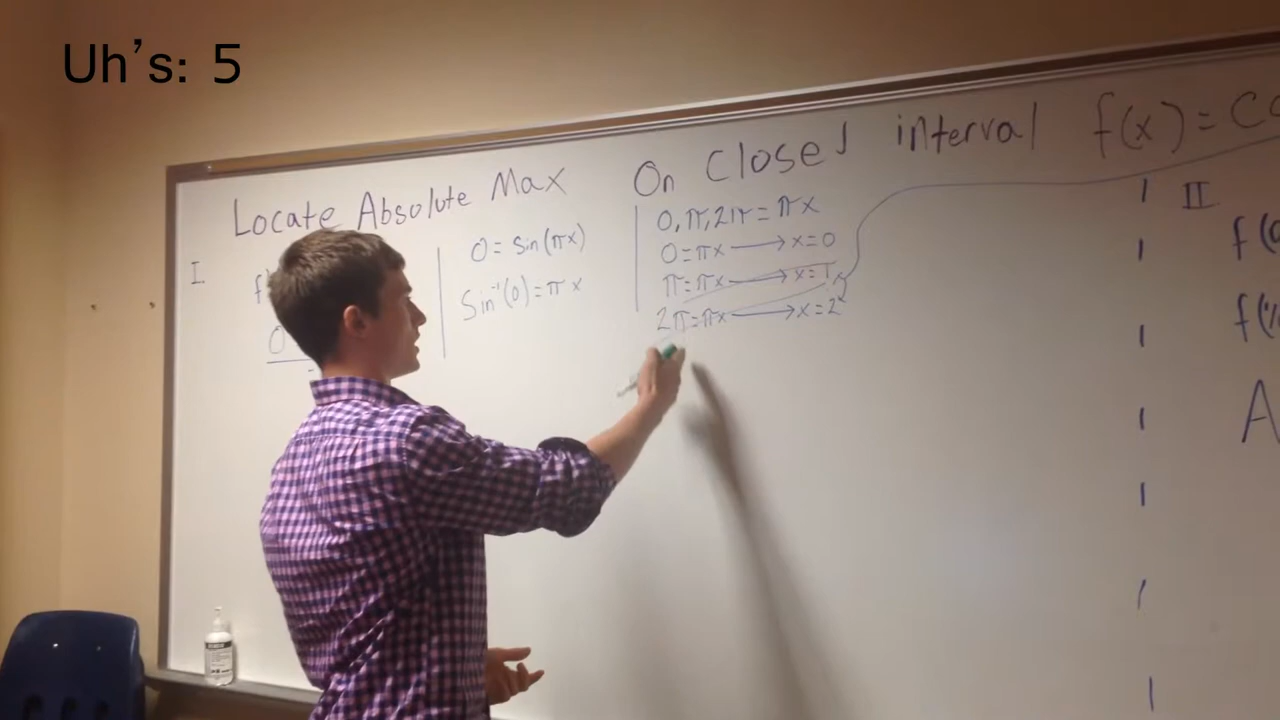 Uh's: 5
Locate Absolute Max On Closed interval f(x) = C
I
0 = Sin(πx)
Sin⁻¹(0) = πx
0, π, 2π = πx
0 = πx → x = 0
π = πx → x = 1
2π = πx → x = 2
II
f(
f(
A